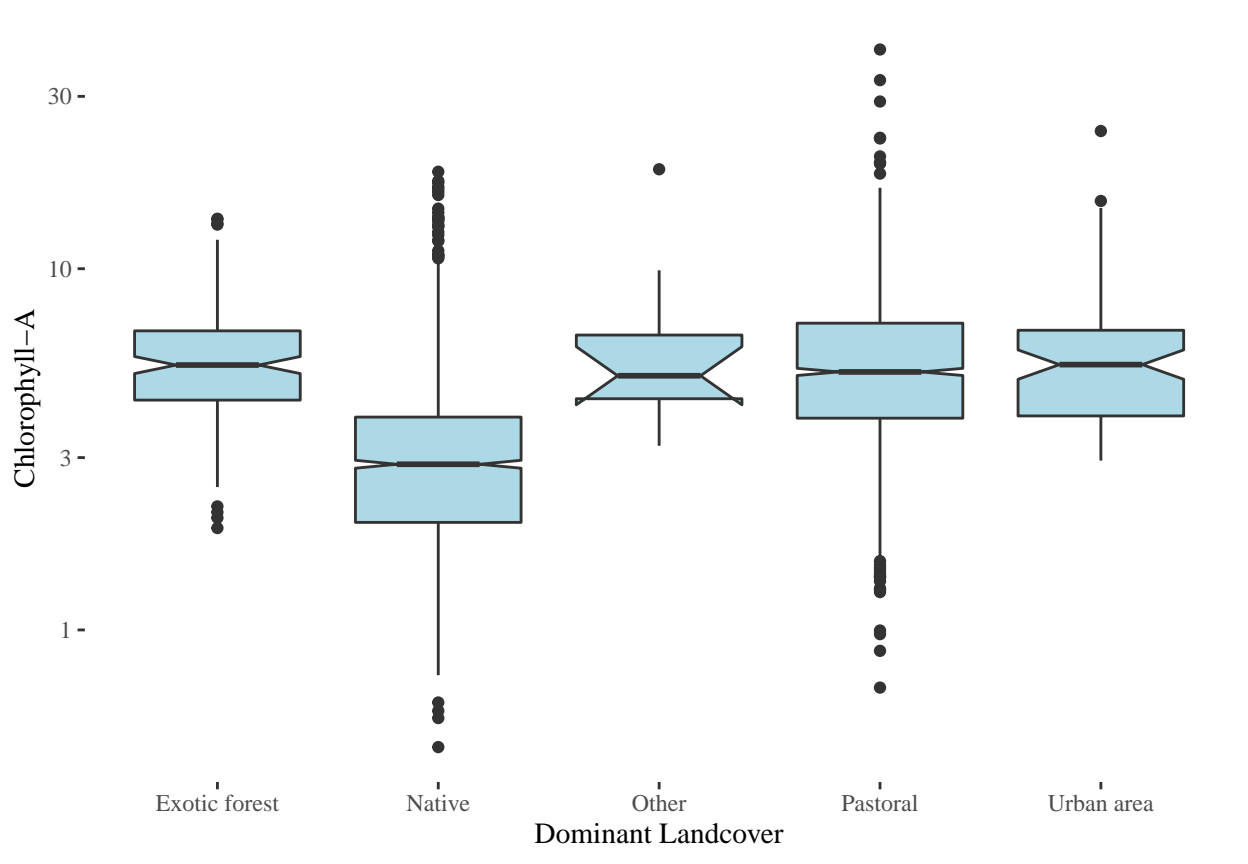 Chlorophyll−A
30
10
3
1
Exotic forest
Native
Other
Pastoral
Urban area
Dominant Landcover